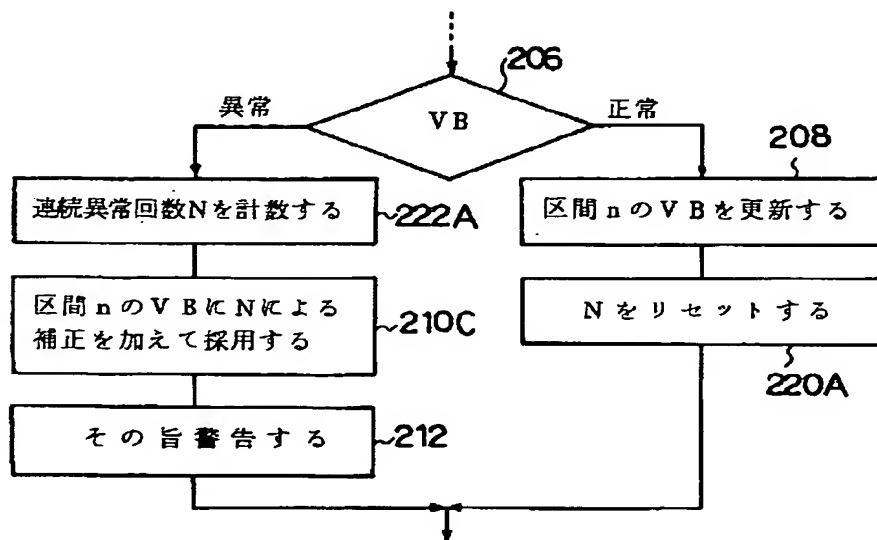 206
VB
異常
正常
208
連続異常回数Nを計数する
222A
区間nのVBを更新する
区間nのVBにNによる
補正を加えて採用する
210C
Nをリセットする
220A
その旨警告する
212